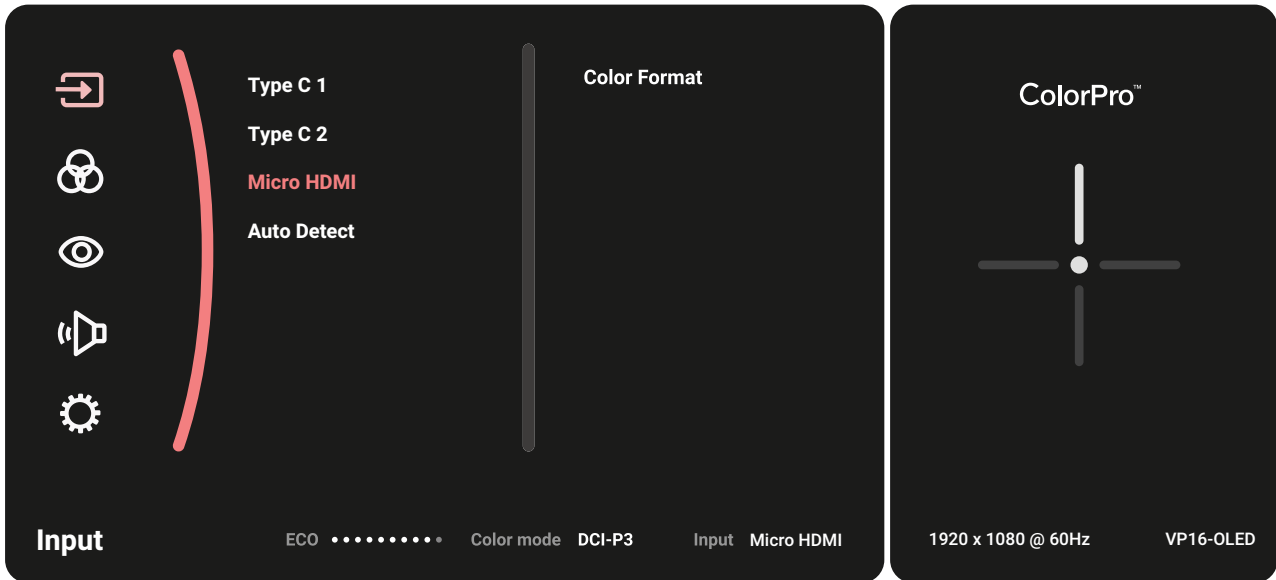 Type C 1
Type C 2
Micro HDMI
Auto Detect
Color Format
Input
ECO
Color mode DCI-P3
Input Micro HDMI
ColorPro™
1920 x 1080 @ 60Hz
VP16-OLED